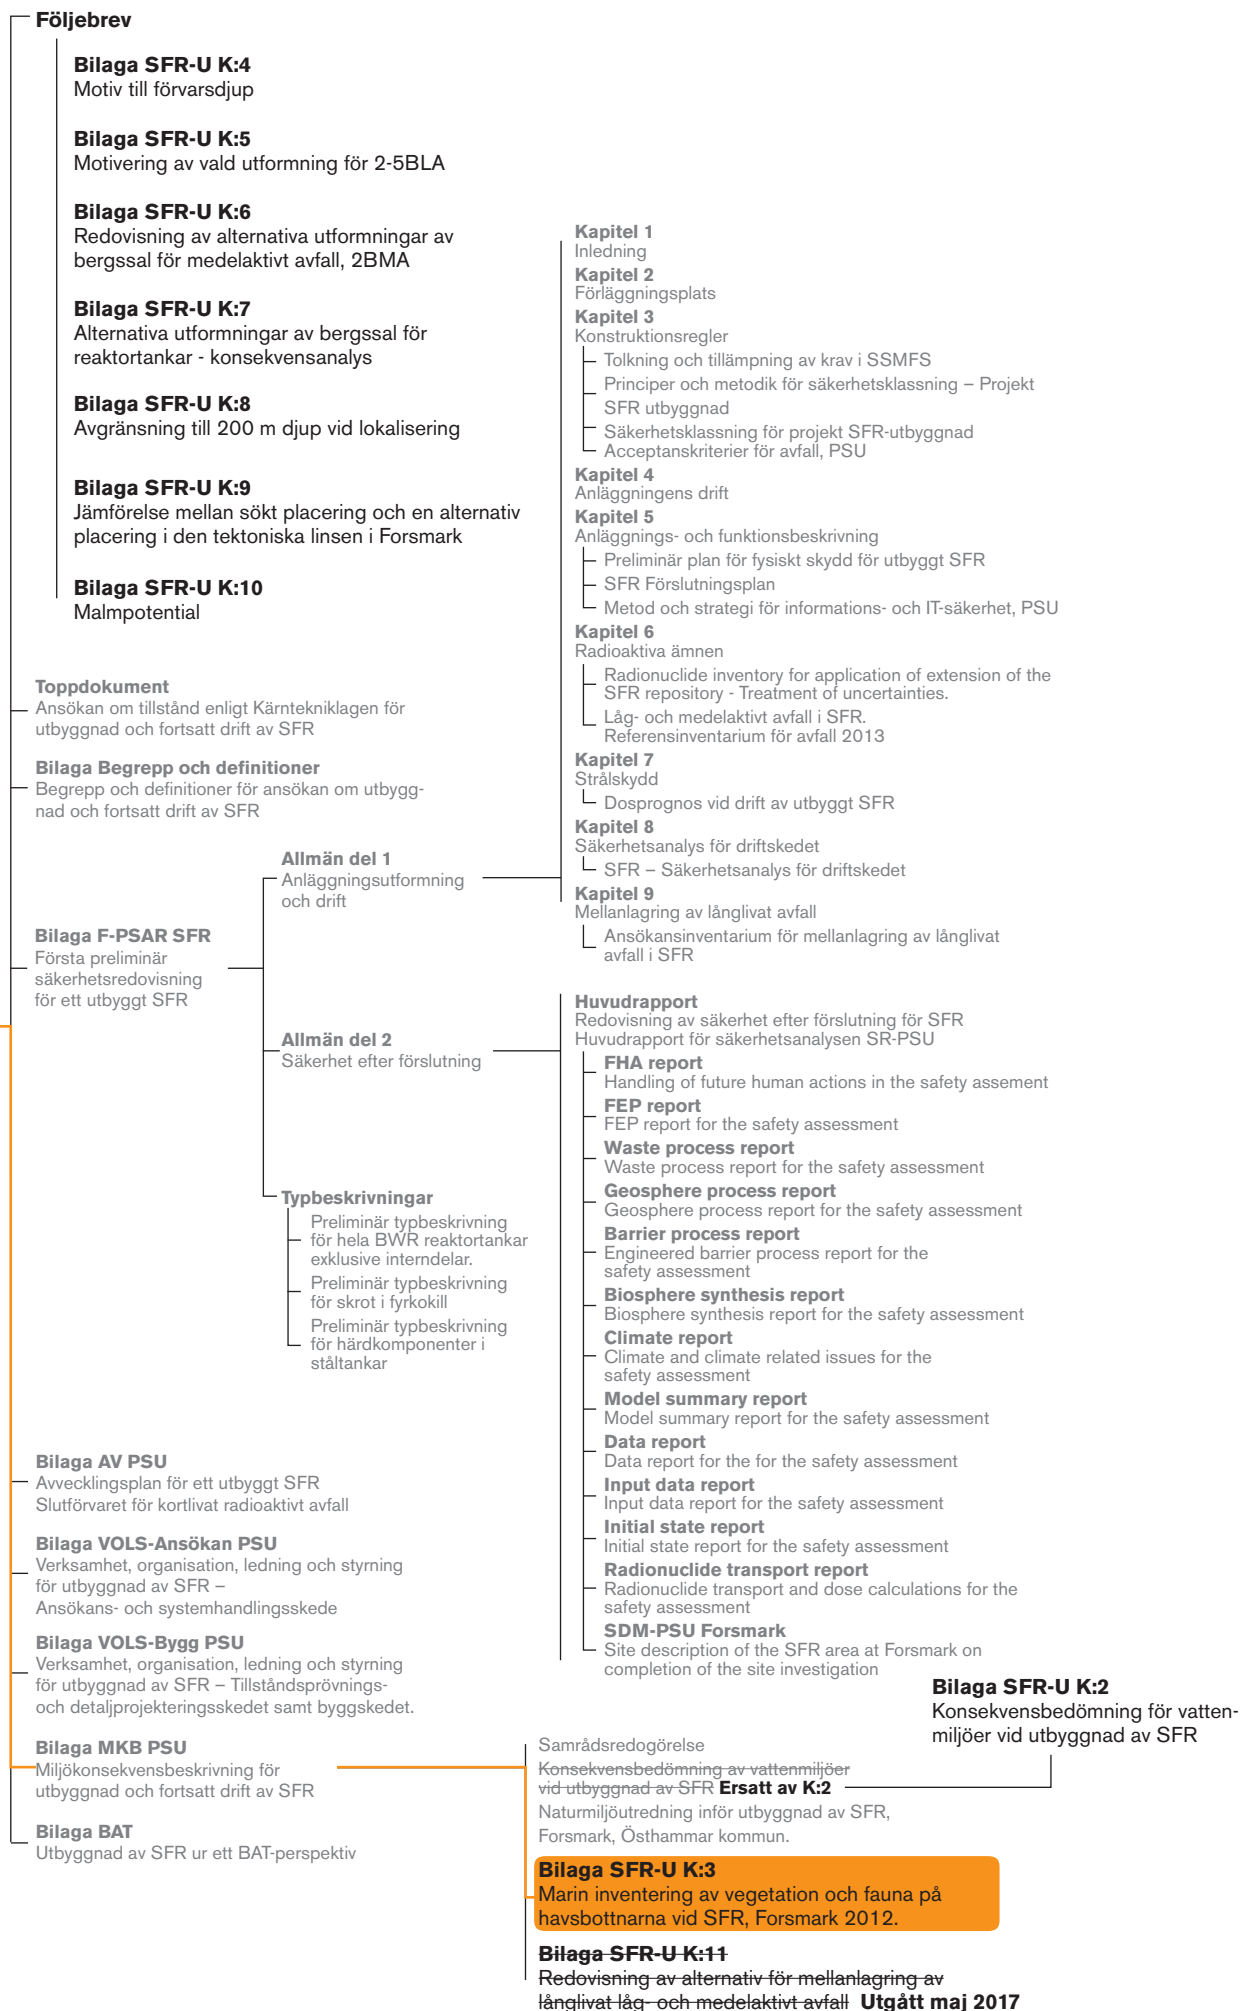 Följebrev
Bilaga SFR-U K:4
Motiv till förvarsdjup
Bilaga SFR-U K:5
Motivering av vald utformning för 2-5BLA
Bilaga SFR-U K:6
Redovisning av alternativa utformningar av
bergssal för medelaktivt avfall, 2BMA
Bilaga SFR-U K:7
Alternativa utformningar av bergssal för
reaktortankar - konsekvensanalys
Bilaga SFR-U K:8
Avgränsning till 200 m djup vid lokalisering
Bilaga SFR-U K:9
Jämförelse mellan sökt placering och en alternativ
placering i den tektoniska linsen i Forsmark
Bilaga SFR-U K:10
Malmpotential
Toppdokument
Ansökan om tillstånd enligt Kärntekniklagen för
utbyggnad och fortsatt drift av SFR
Bilaga Begrepp och definitioner
Begrepp och definitioner för ansökan om utbygg-
nad och fortsatt drift av SFR
Bilaga F-PSAR SFR
Första preliminär
säkerhetsredovisning
för ett utbyggt SFR
Allmän del 1
Anläggningsutformning
och drift
Kapitel 1
Inledning
Kapitel 2
Förläggningsplats
Kapitel 3
Konstruktionsregler
Tolkning och tillämpning av krav i SSMFS
Principer och metodik för säkerhetsklassning – Projekt
SFR utbyggnad
Säkerhetsklassning för projekt SFR-utbyggnad
Acceptanskriterier för avfall, PSU
Kapitel 4
Anläggningens drift
Kapitel 5
Anläggnings- och funktionsbeskrivning
Preliminär plan för fysiskt skydd för utbyggt SFR
SFR Förslutningsplan
Metod och strategi för informations- och IT-säkerhet, PSU
Kapitel 6
Radioaktiva ämnen
Radionuclide inventory for application of extension of the
SFR repository - Treatment of uncertainties.
Låg- och medelaktivt avfall i SFR.
Referensinventarium för avfall 2013
Kapitel 7
Strålskydd
Dosprognos vid drift av utbyggt SFR
Kapitel 8
Säkerhetsanalys för driftskedet
SFR – Säkerhetsanalys för driftskedet
Kapitel 9
Mellanlagring av långlivat avfall
Ansökansinventarium för mellanlagring av långlivat
avfall i SFR
Allmän del 2
Säkerhet efter förslutning
Huvudrapport
Redovisning av säkerhet efter förslutning för SFR
Huvudrapport för säkerhetsanalysen SR-PSU
FHA report
Handling of future human actions in the safety assement
FEP report
FEP report for the safety assessment
Waste process report
Waste process report for the safety assessment
Geosphere process report
Geosphere process report for the safety assessment
Barrier process report
Engineered barrier process report for the
safety assessment
Biosphere synthesis report
Biosphere synthesis report for the safety assessment
Climate report
Climate and climate related issues for the
safety assessment
Model summary report
Model summary report for the safety assessment
Data report
Data report for the for the safety assessment
Input data report
Input data report for the safety assessment
Initial state report
Initial state report for the safety assessment
Radionuclide transport report
Radionuclide transport and dose calculations for the
safety assessment
SDM-PSU Forsmark
Site description of the SFR area at Forsmark on
completion of the site investigation
Typbeskrivningar
Preliminär typbeskrivning
för hela BWR reaktortankar
exklusive interndelar.
Preliminär typbeskrivning
för skrot i fyrkokill
Preliminär typbeskrivning
för härdkomponenter i
ståltankar
Bilaga AV PSU
Avvecklingsplan för ett utbyggt SFR
Slutförvaret för kortlivat radioaktivt avfall
Bilaga VOLS-Ansökan PSU
Verksamhet, organisation, ledning och styrning
för utbyggnad av SFR –
Ansökans- och systemhandlingsskede
Bilaga VOLS-Bygg PSU
Verksamhet, organisation, ledning och styrning
för utbyggnad av SFR – Tillståndsprövnings-
och detaljprojekteringsskedet samt byggskedet.
Bilaga MKB PSU
Miljökonsekvensbeskrivning för
utbyggnad och fortsatt drift av SFR
Bilaga BAT
Utbyggnad av SFR ur ett BAT-perspektiv
Bilaga SFR-U K:2
Konsekvensbedömning för vatten-
miljöer vid utbyggnad av SFR
Samrådsredogörelse
Konsekvensbedömning av vattenmiljöer
vid utbyggnad av SFR Ersatt av K:2
Naturmiljöutredning inför utbyggnad av SFR,
Forsmark, Östhammar kommun.
Bilaga SFR-U K:3
Marin inventering av vegetation och fauna på
havsbottnarna vid SFR, Forsmark 2012.
Bilaga SFR-U K:11
Redovisning av alternativ för mellanlagring av
långlivat låg- och medelaktivt avfall Utgått maj 2017